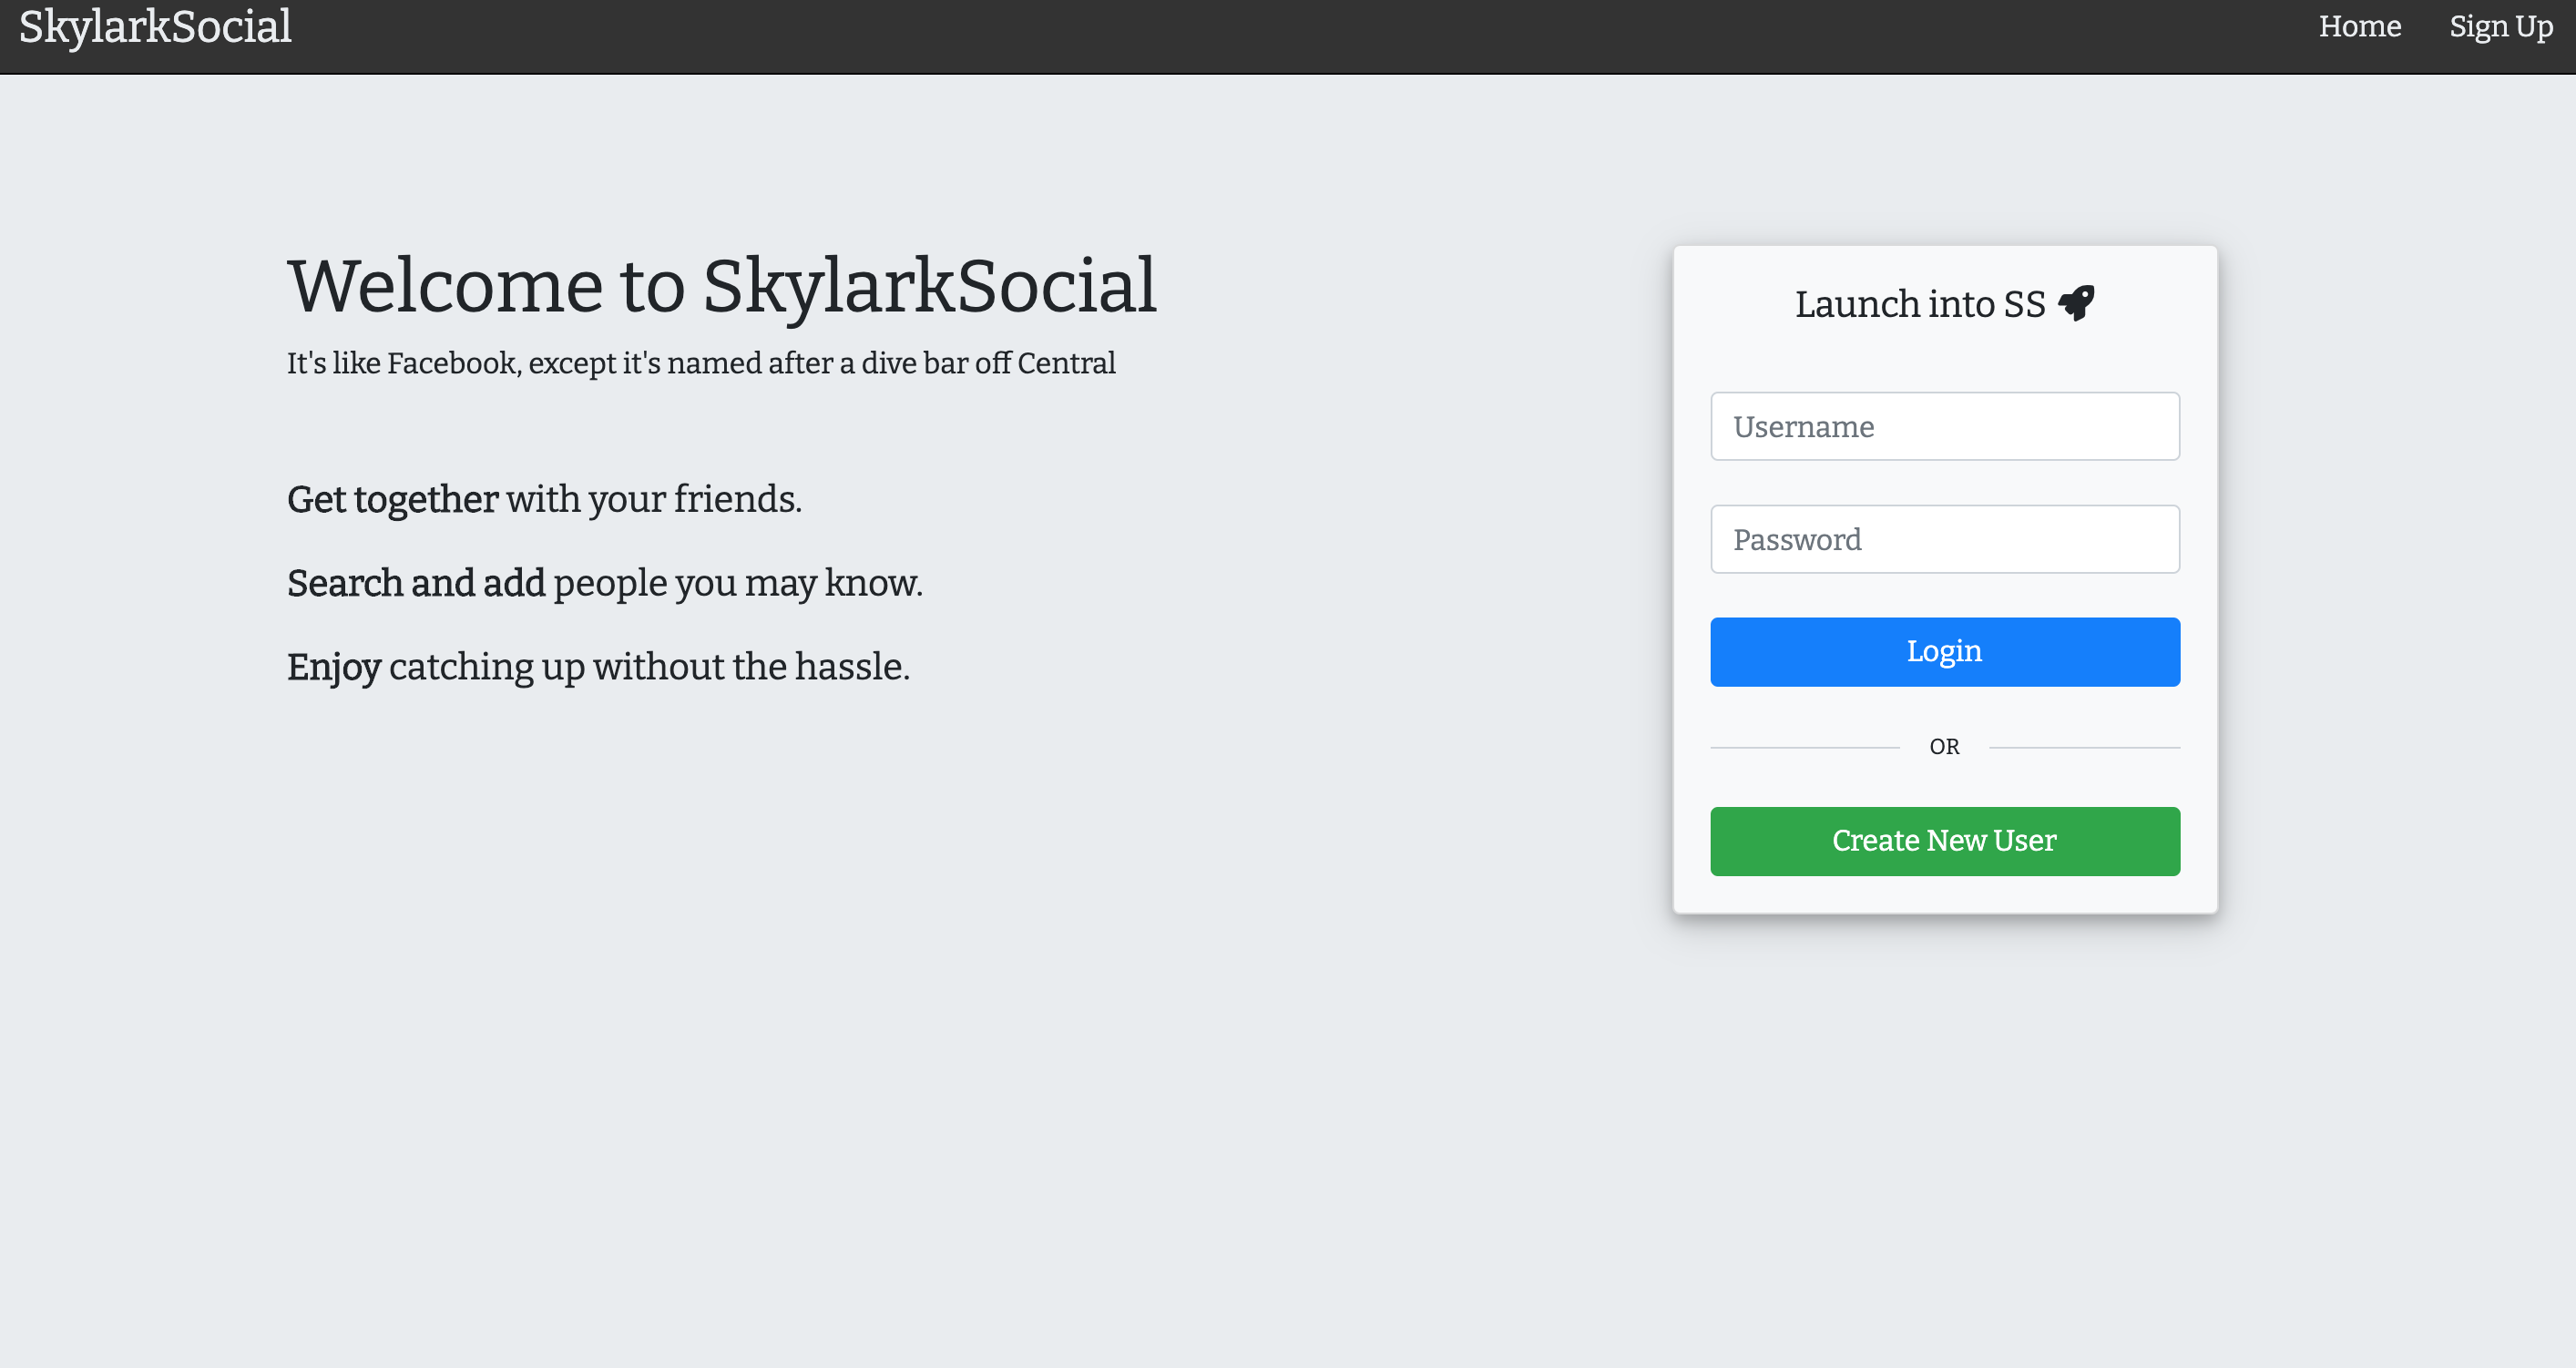 SkylarkSocial
Home
Sign Up
Welcome to SkylarkSocial
It's like Facebook, except it's named after a dive bar off Central
Get together with your friends.
Search and add people you may know.
Enjoy catching up without the hassle.
Launch into SS
Username
Password
Login
OR
Create New User